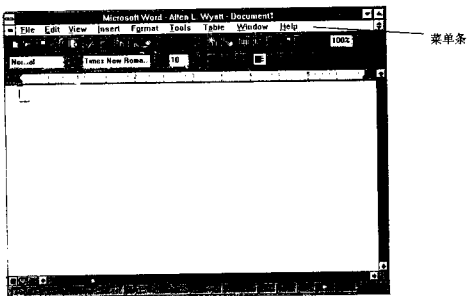 Microsoft Word - Allen L. Wyatt - Document1
File Edit View Insert Format Tools Table Window Help
菜单条
100%
Times New Roma.. 10